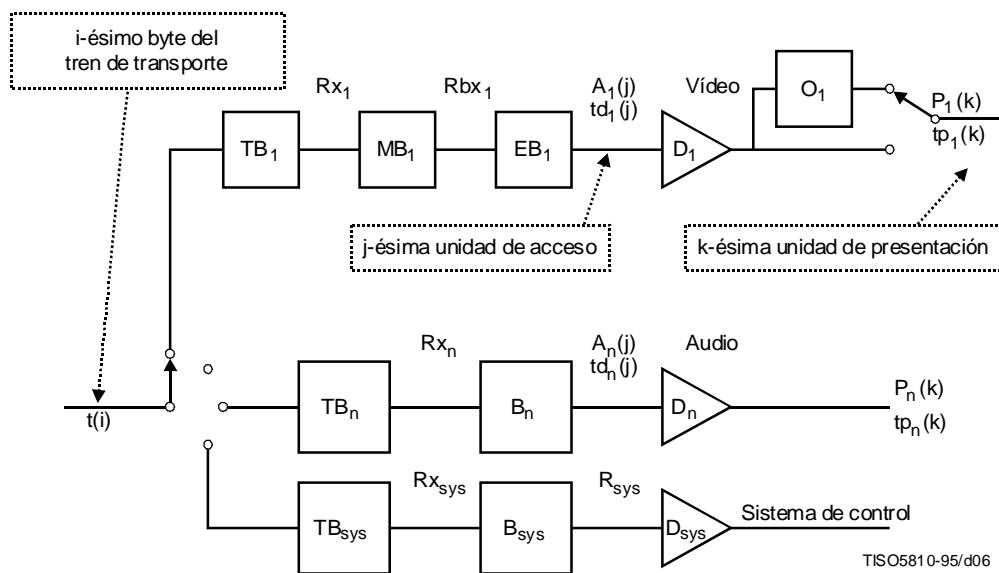 i-ésimo byte del
tren de transporte
Rx1
Rbx1
A1(j)
td1(j)
Vídeo
O1
P1(k)
tp1(k)
TB1
MB1
EB1
D1
j-ésima unidad de acceso
k-ésima unidad de presentación
Rxn
An(j)
tdn(j)
Audio
t(i)
TBn
Bn
Dn
Pn(k)
tpn(k)
Rxsys
Rsys
TBsys
Bsys
Dsys
Sistema de control
TISO5810-95/d06